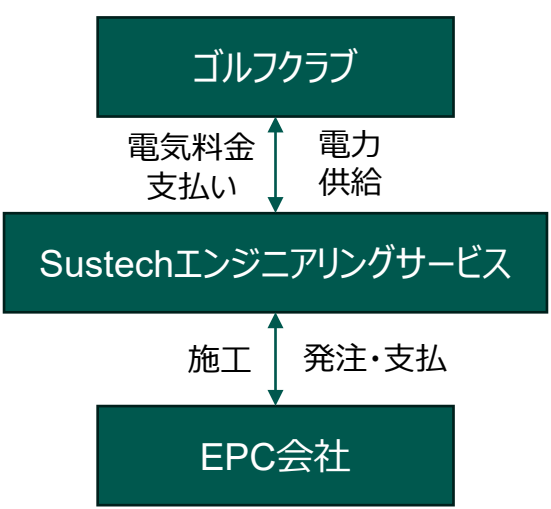 ゴルフクラブ
電気料金
支払い
電力
供給
Sustechエンジニアリングサービス
施工
発注・支払
EPC会社